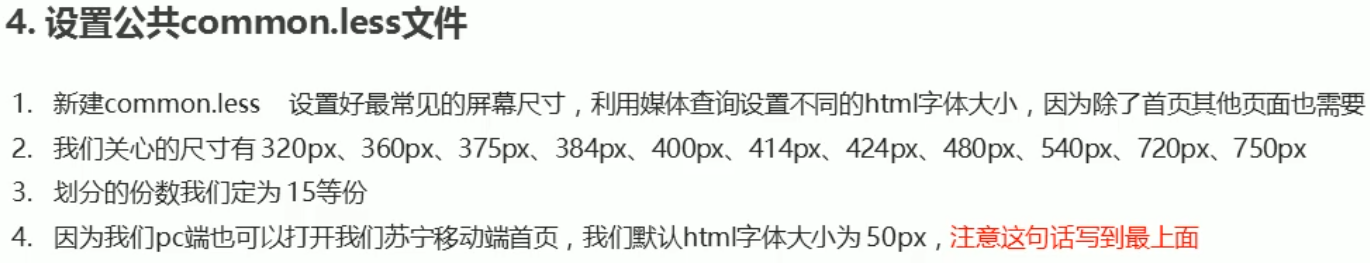 4. 设置公共common.less文件
1. 新建common.less 设置好最常见的屏幕尺寸，利用媒体查询设置不同的html字体大小，因为除了首页其他页面也需要
2. 我们关心的尺寸有 320px、360px、375px、384px、400px、414px、424px、480px、540px、720px、750px
3. 划分的份数我们定为 15等份
4. 因为我们pc端也可以打开我们苏宁移动端首页，我们默认html字体大小为 50px，注意这句话写到最上面